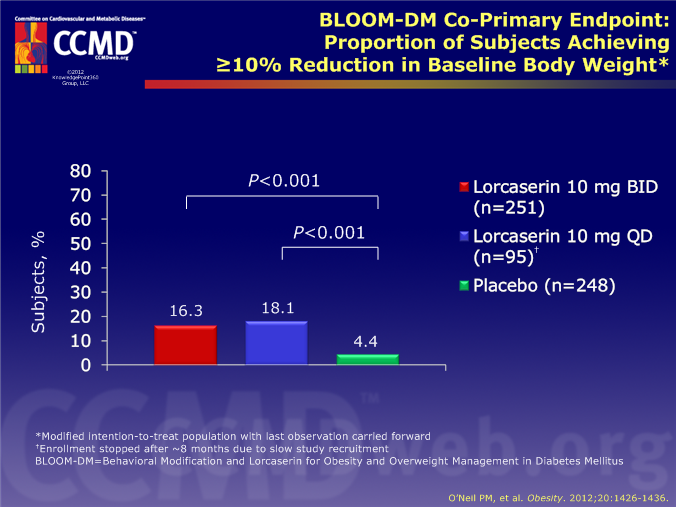 Committee on Cardiovascular and Metabolic Diseases™
CCMD™
CCMDweb.org
©2012
KnowledgePoint360
Group, LLC
BLOOM-DM Co-Primary Endpoint:
Proportion of Subjects Achieving
≥10% Reduction in Baseline Body Weight*
Subjects, %
80
70
60
50
40
30
20
10
0
P<0.001
P<0.001
16.3
18.1
4.4
Lorcaserin 10 mg BID
(n=251)
Lorcaserin 10 mg QD
(n=95)†
Placebo (n=248)
CCMD™web.org
*Modified intention-to-treat population with last observation carried forward
†Enrollment stopped after ~8 months due to slow study recruitment
BLOOM-DM=Behavioral Modification and Lorcaserin for Obesity and Overweight Management in Diabetes Mellitus
O’Neil PM, et al. Obesity. 2012;20:1426-1436.